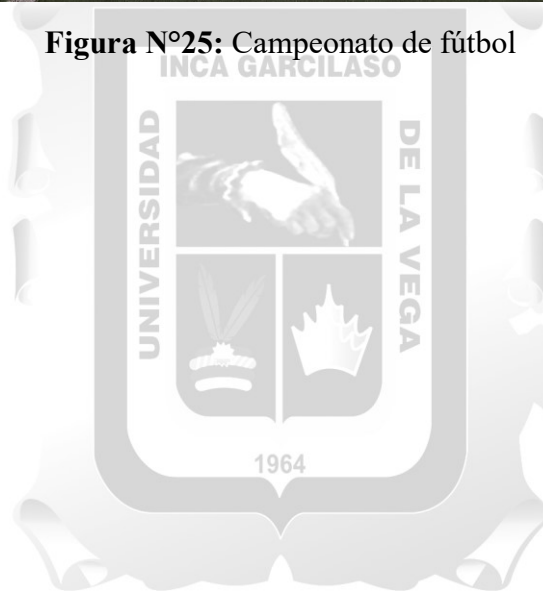 Figura N°25: Campeonato de fútbol
INCA GARCILASO
UNIVERSIDAD
DE LA VEGA
1964